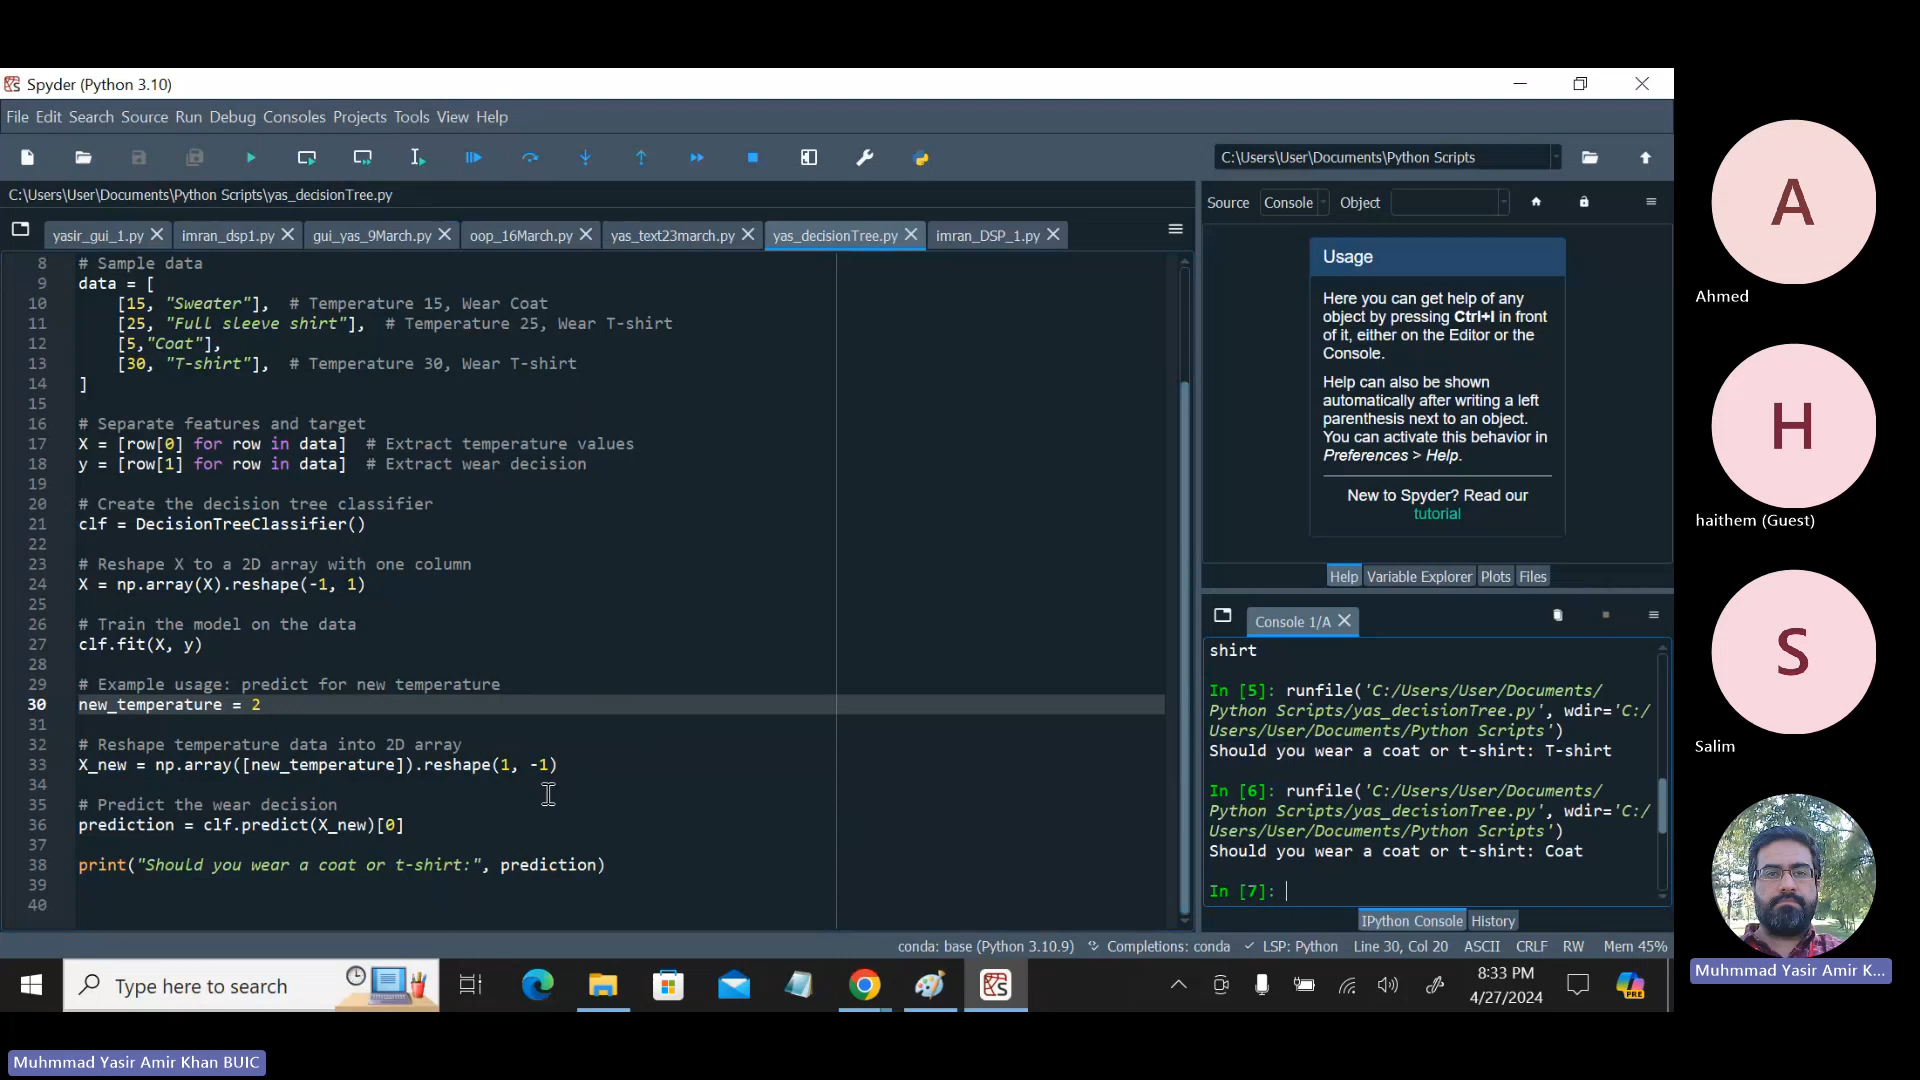 Spyder (Python 3.10)
File Edit Search Source Run Debug Consoles Projects Tools View Help
C:\Users\User\Documents\Python Scripts
C:\Users\User\Documents\Python Scripts\yas_decisionTree.py
yasir_gui_1.py imran_dsp1.py gui_yas_9March.py oop_16March.py yas_text23march.py yas_decisionTree.py imran_DSP_1.py
8 # Sample data
9 data = [
10 [15, "Sweater"], # Temperature 15, Wear Coat
11 [25, "Full sleeve shirt"], # Temperature 25, Wear T-shirt
12 [5,"Coat"],
13 [30, "T-shirt"], # Temperature 30, Wear T-shirt
14 ]
15
16 # Separate features and target
17 X = [row[0] for row in data] # Extract temperature values
18 y = [row[1] for row in data] # Extract wear decision
19
20 # Create the decision tree classifier
21 clf = DecisionTreeClassifier()
22
23 # Reshape X to a 2D array with one column
24 X = np.array(X).reshape(-1, 1)
25
26 # Train the model on the data
27 clf.fit(X, y)
28
29 # Example usage: predict for new temperature
30 new_temperature = 2
31
32 # Reshape temperature data into 2D array
33 X_new = np.array([new_temperature]).reshape(1, -1)
34
35 # Predict the wear decision
36 prediction = clf.predict(X_new)[0]
37
38 print("Should you wear a coat or t-shirt:", prediction)
39
40
Source Console Object
Usage
Here you can get help of any
object by pressing Ctrl+I in front
of it, either on the Editor or the
Console.
Help can also be shown
automatically after writing a left
parenthesis next to an object.
You can activate this behavior in
Preferences > Help.
New to Spyder? Read our
tutorial
Help Variable Explorer Plots Files
Console 1/A
shirt
In [5]: runfile('C:/Users/User/Documents/
Python Scripts/yas_decisionTree.py', wdir='C:/
Users/User/Documents/Python Scripts')
Should you wear a coat or t-shirt: T-shirt
In [6]: runfile('C:/Users/User/Documents/
Python Scripts/yas_decisionTree.py', wdir='C:/
Users/User/Documents/Python Scripts')
Should you wear a coat or t-shirt: Coat
In [7]:
IPython Console History
conda: base (Python 3.10.9) Completions: conda LSP: Python Line 30, Col 20 ASCII CRLF RW Mem 45%
Type here to search
8:33 PM
4/27/2024
PRE
A
Ahmed
H
haithem (Guest)
S
Salim
Muhmmad Yasir Amir K...
Muhmmad Yasir Amir Khan BUIC